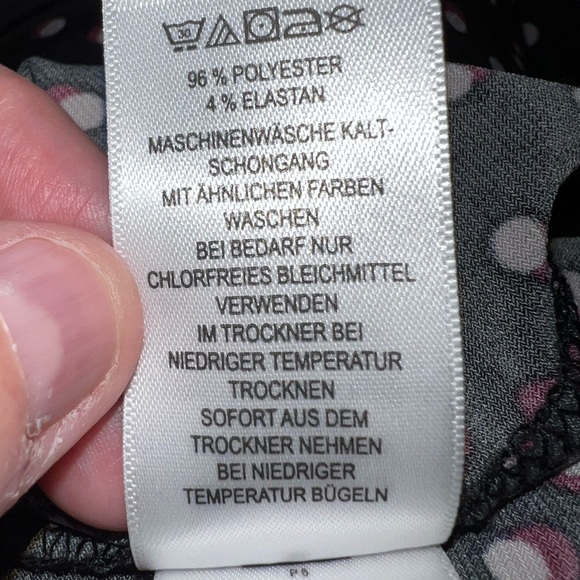 30
96 % POLYESTER
4 % ELASTAN
MASCHINENWÄSCHE KALT-
SCHONGANG
MIT ÄHNLICHEN FARBEN
WASCHEN
BEI BEDARF NUR
CHLORFREIES BLEICHMITTEL
VERWENDEN
IM TROCKNER BEI
NIEDRIGER TEMPERATUR
TROCKNEN
SOFORT AUS DEM
TROCKNER NEHMEN
BEI NIEDRIGER
TEMPERATUR BÜGELN